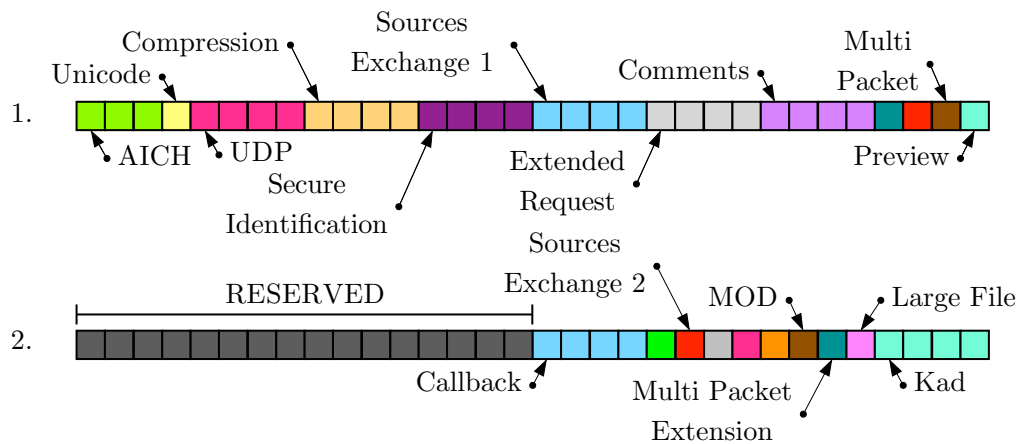 Sources
Exchange 1
Compression
Unicode
Comments
Multi
Packet
1.
AICH
UDP
Secure
Identification
Extended
Request
Preview
Sources
Exchange 2
RESERVED
MOD
Large File
2.
Callback
Multi Packet
Extension
Kad